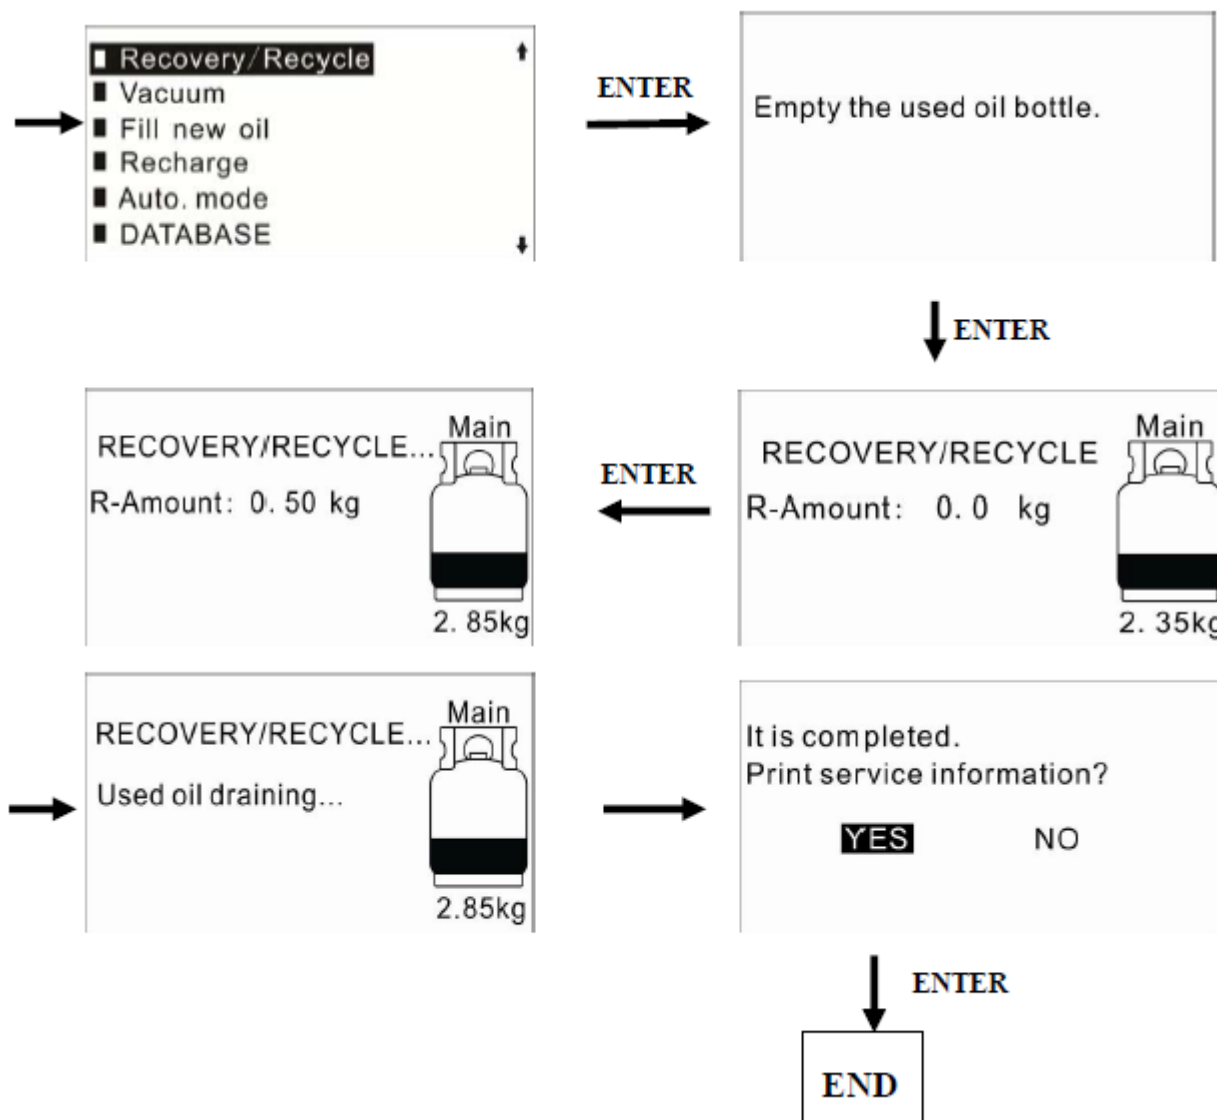 Recovery/Recycle
Vacuum
Fill new oil
Recharge
Auto. mode
DATABASE
ENTER
Empty the used oil bottle.
ENTER
RECOVERY/RECYCLE
Main
R-Amount: 0. 0 kg
2. 35kg
ENTER
RECOVERY/RECYCLE...
Main
R-Amount: 0. 50 kg
2. 85kg
RECOVERY/RECYCLE...
Main
Used oil draining...
2.85kg
It is completed.
Print service information?
YES NO
ENTER
END